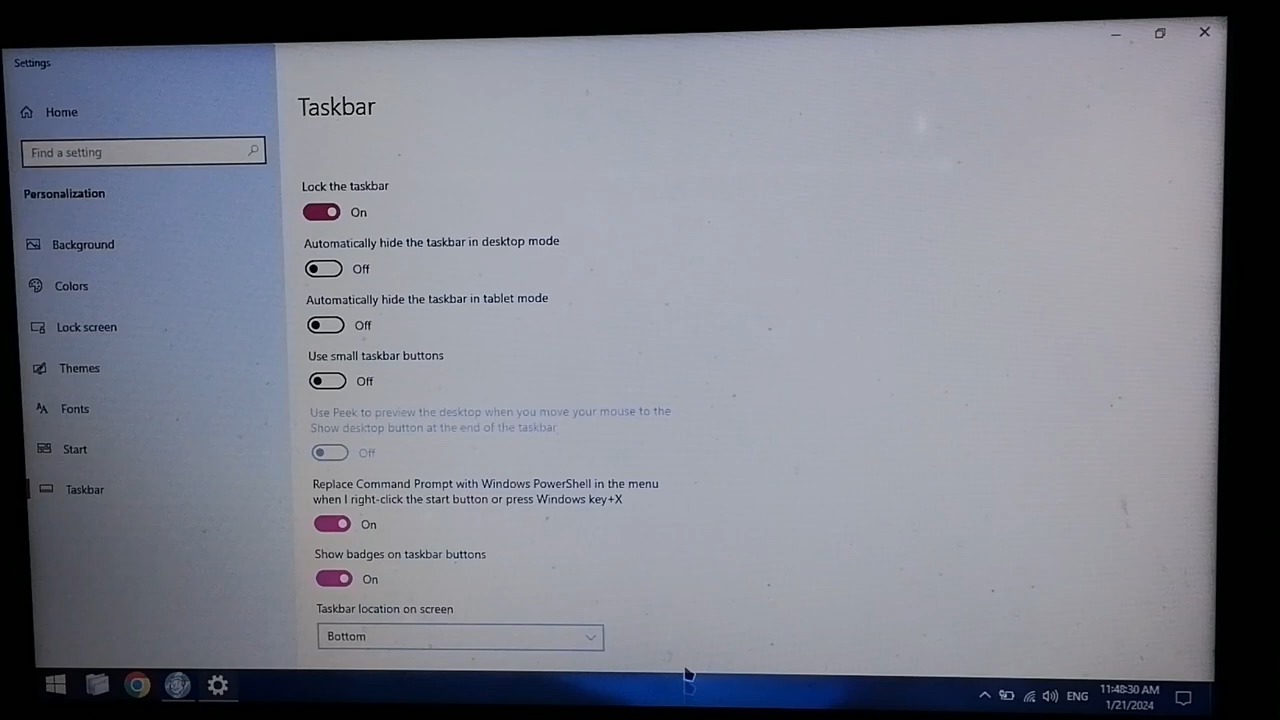 Settings
Home
Find a setting
Personalization
Background
Colors
Lock screen
Themes
Fonts
Start
Taskbar
Taskbar
Lock the taskbar
On
Automatically hide the taskbar in desktop mode
Off
Automatically hide the taskbar in tablet mode
Off
Use small taskbar buttons
Off
Use Peek to preview the desktop when you move your mouse to the
Show desktop button at the end of the taskbar
Off
Replace Command Prompt with Windows PowerShell in the menu
when I right-click the start button or press Windows key+X
On
Show badges on taskbar buttons
On
Taskbar location on screen
Bottom
ENG
11:48:30 AM
1/21/2024